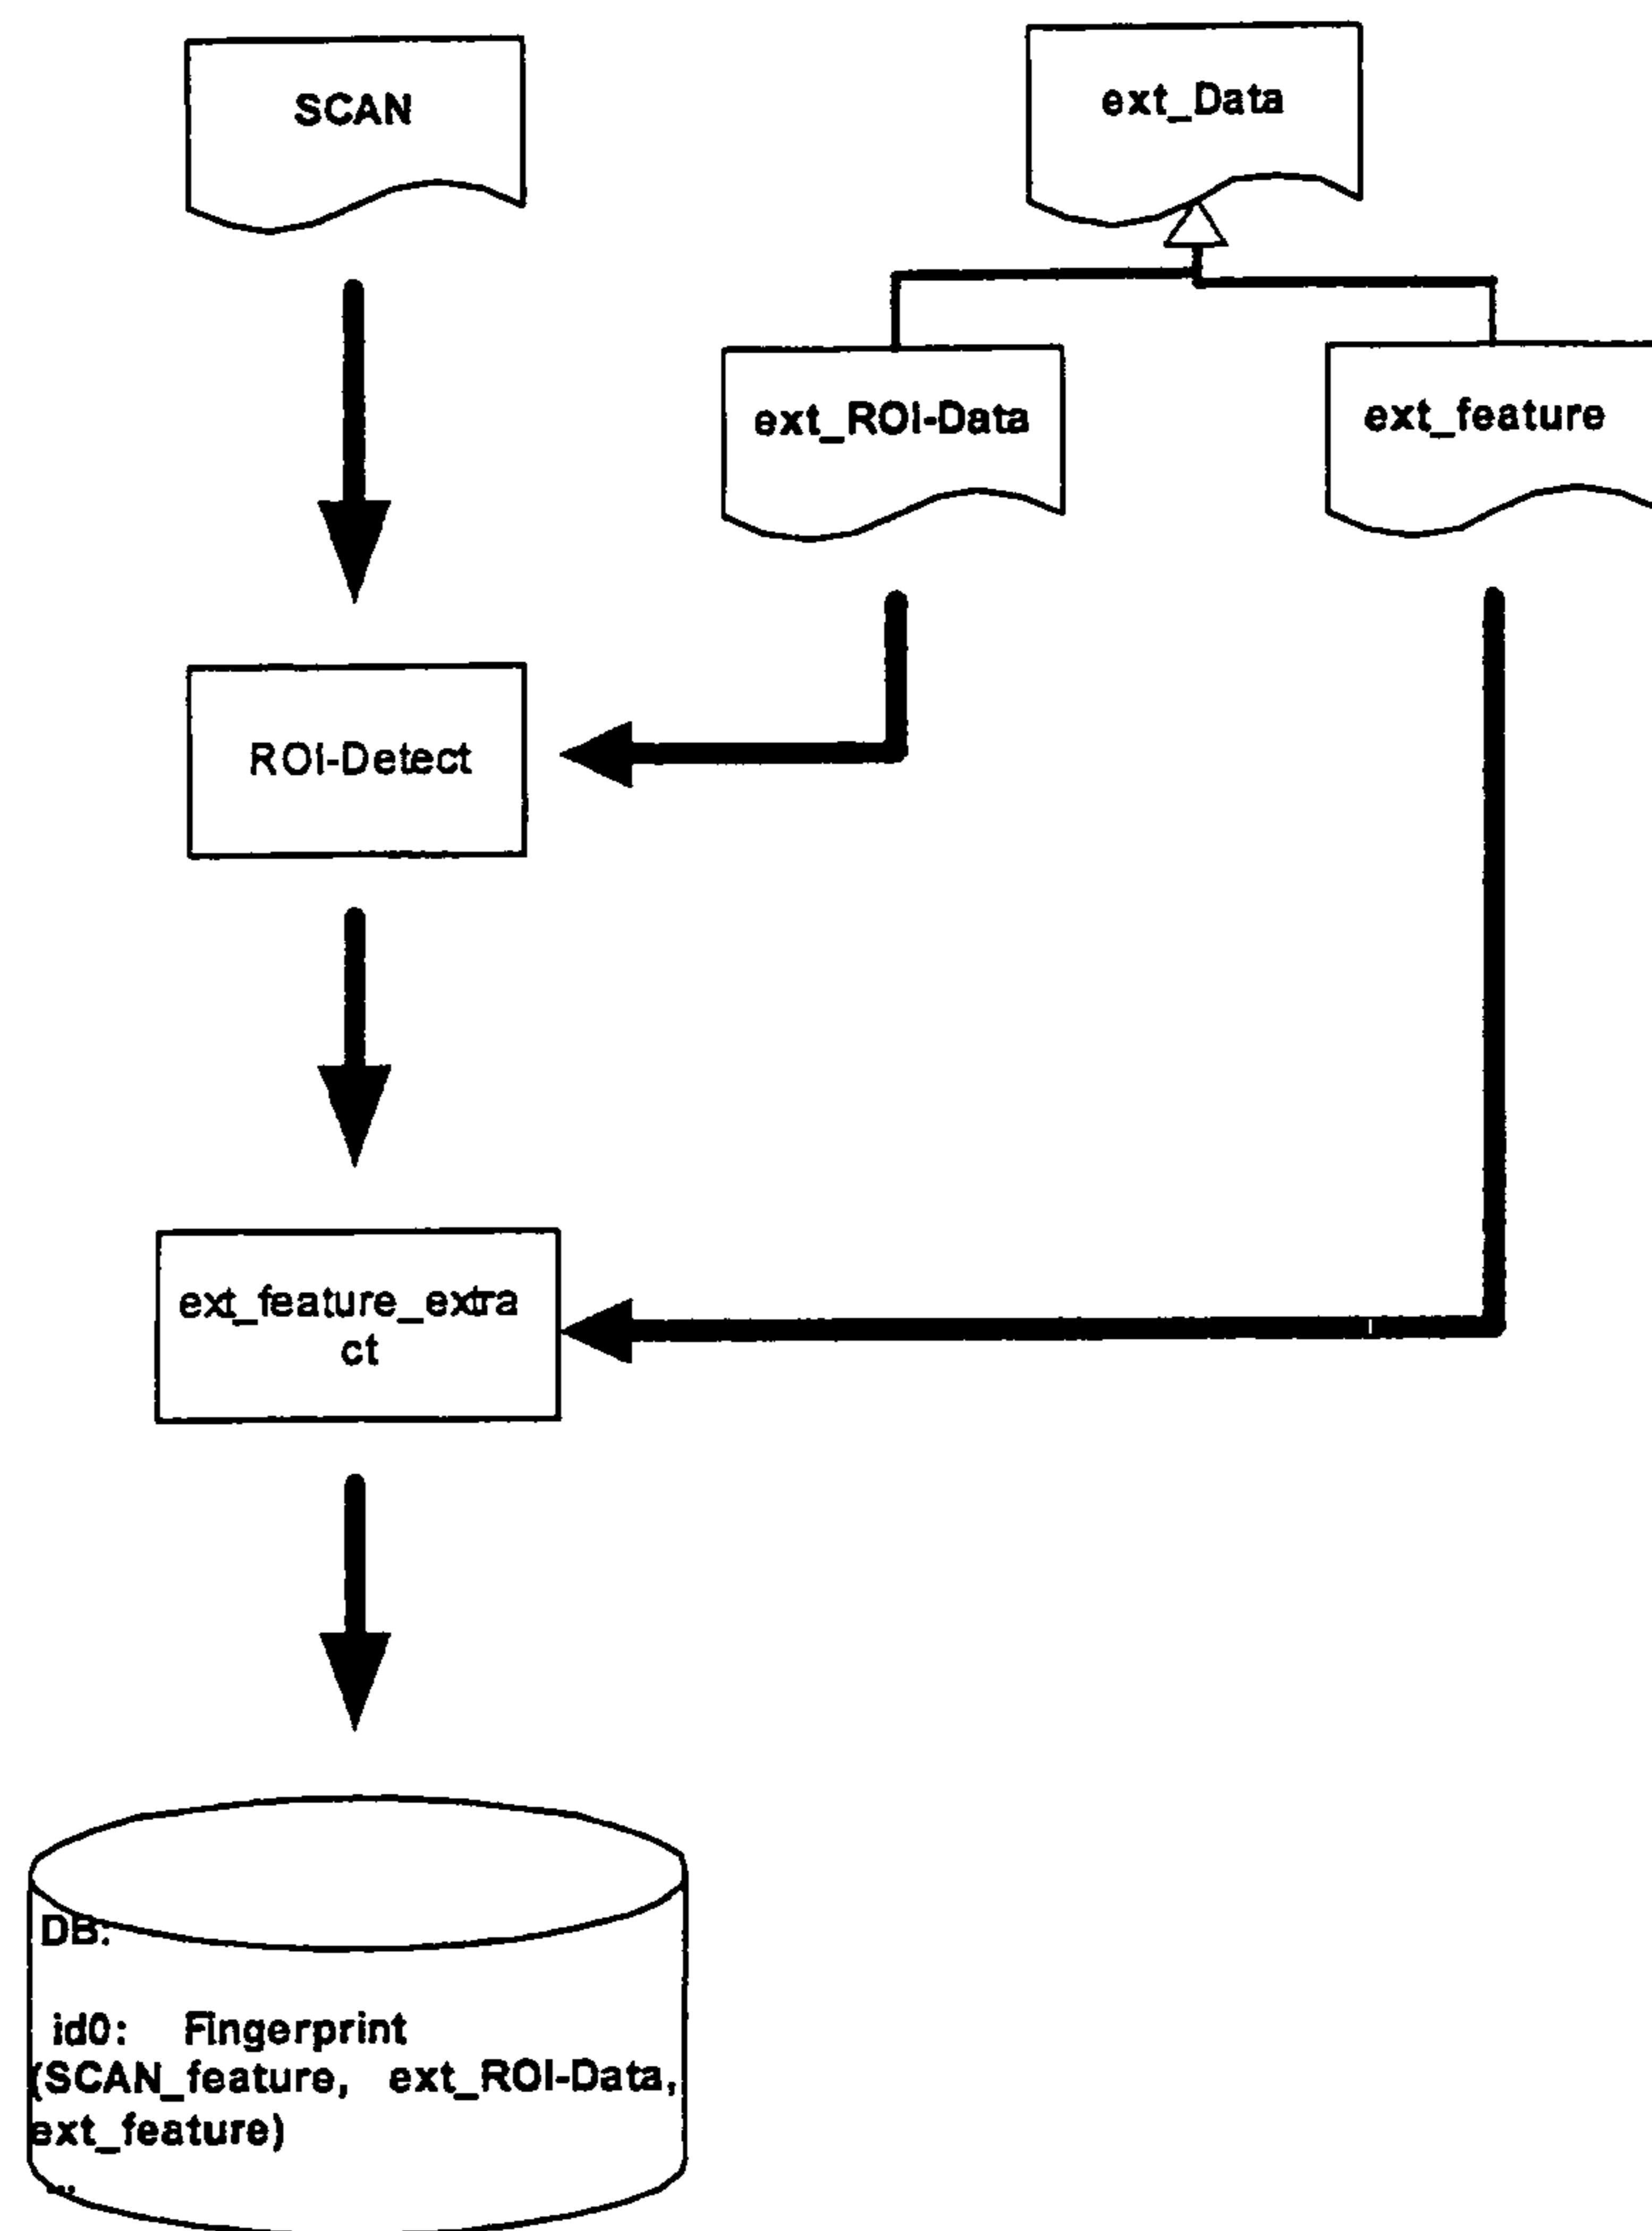 SCAN
ext_Data
ext_ROI-Data
ext_feature
ROI-Detect
ext_feature_extra
ct
DB:
id0: Fingerprint
(SCAN_feature, ext_ROI-Data,
ext_feature)
...